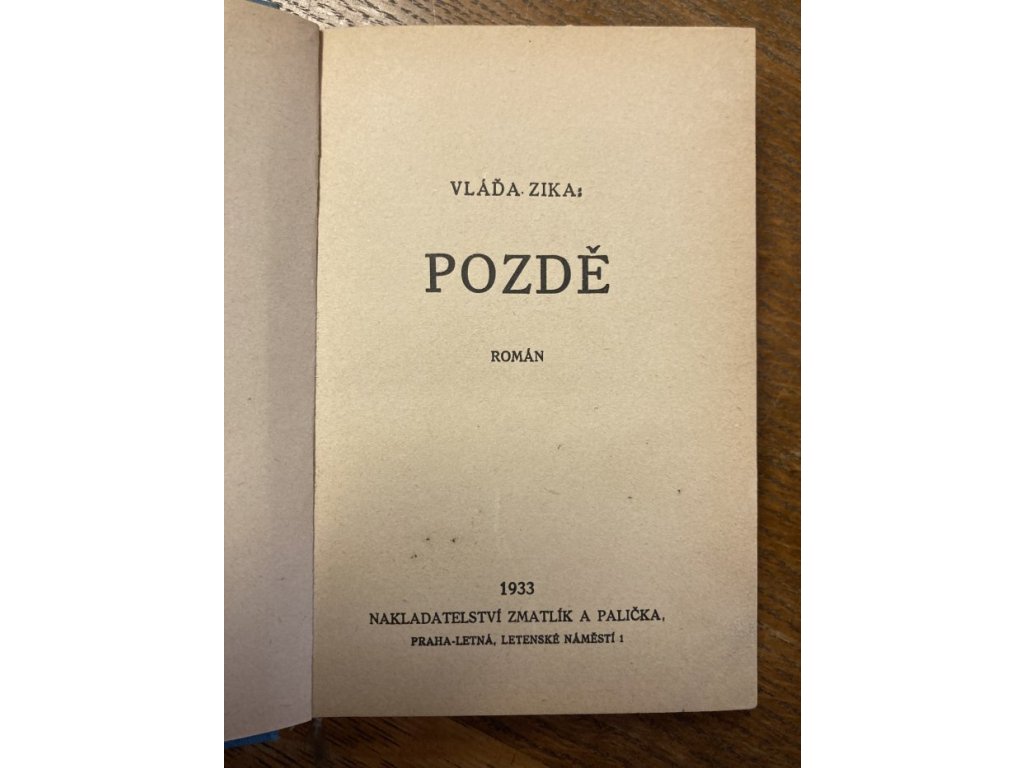 VLÁĎA ZIKA:
POZDĚ
ROMÁN
1933
NAKLADATELSTVÍ ZMATLÍK A PALIČKA,
PRAHA-LETNÁ, LETENSKÉ NÁMĚSTÍ 1